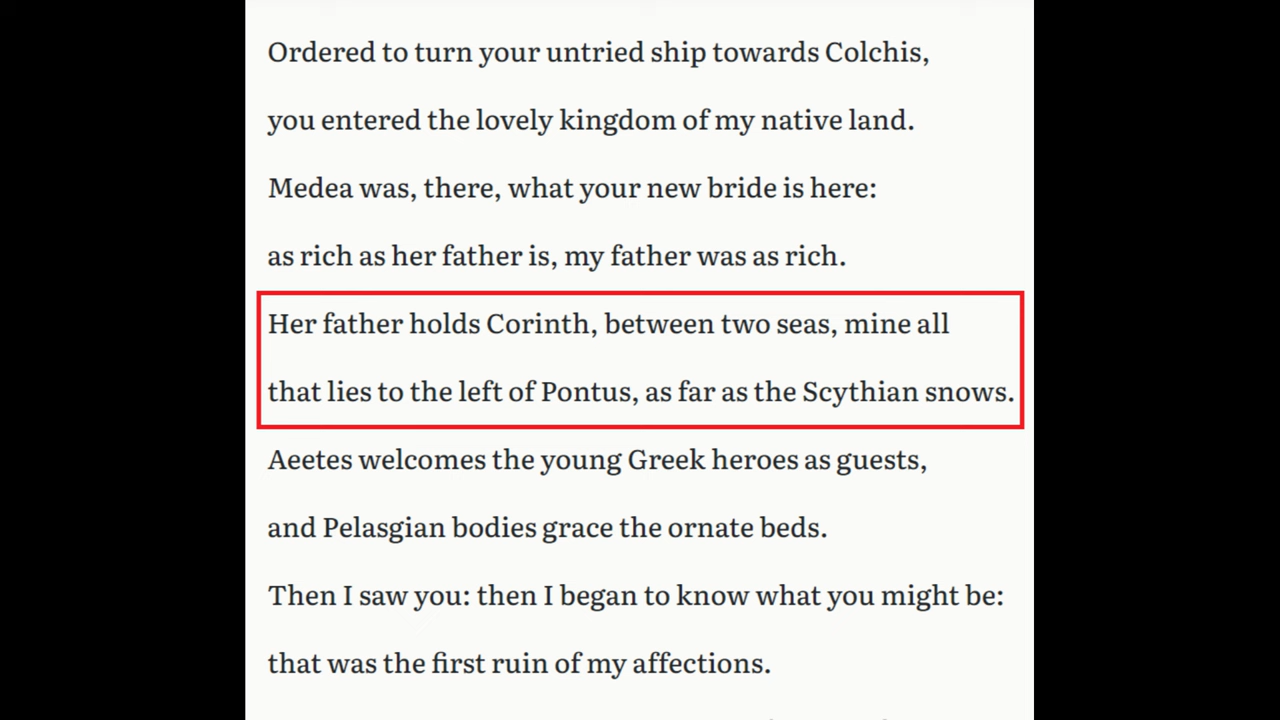 Ordered to turn your untried ship towards Colchis,
you entered the lovely kingdom of my native land.
Medea was, there, what your new bride is here:
as rich as her father is, my father was as rich.
Her father holds Corinth, between two seas, mine all
that lies to the left of Pontus, as far as the Scythian snows.
Aeetes welcomes the young Greek heroes as guests,
and Pelasgian bodies grace the ornate beds.
Then I saw you: then I began to know what you might be:
that was the first ruin of my affections.